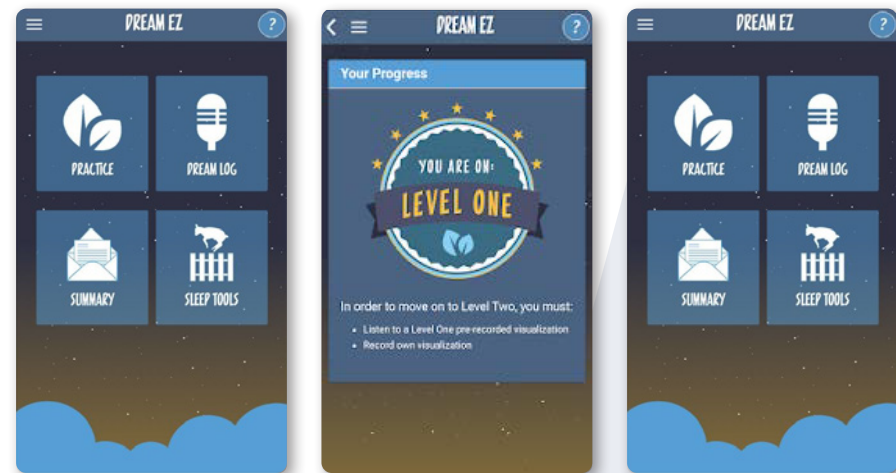 DREAM EZ
?
PRACTICE
DREAM LOG
SUMMARY
SLEEP TOOLS
DREAM EZ
?
Your Progress
YOU ARE ON:
LEVEL ONE
In order to move on to Level Two, you must:
• Listen to a Level One pre-recorded visualization
• Record own visualization
DREAM EZ
?
PRACTICE
DREAM LOG
SUMMARY
SLEEP TOOLS